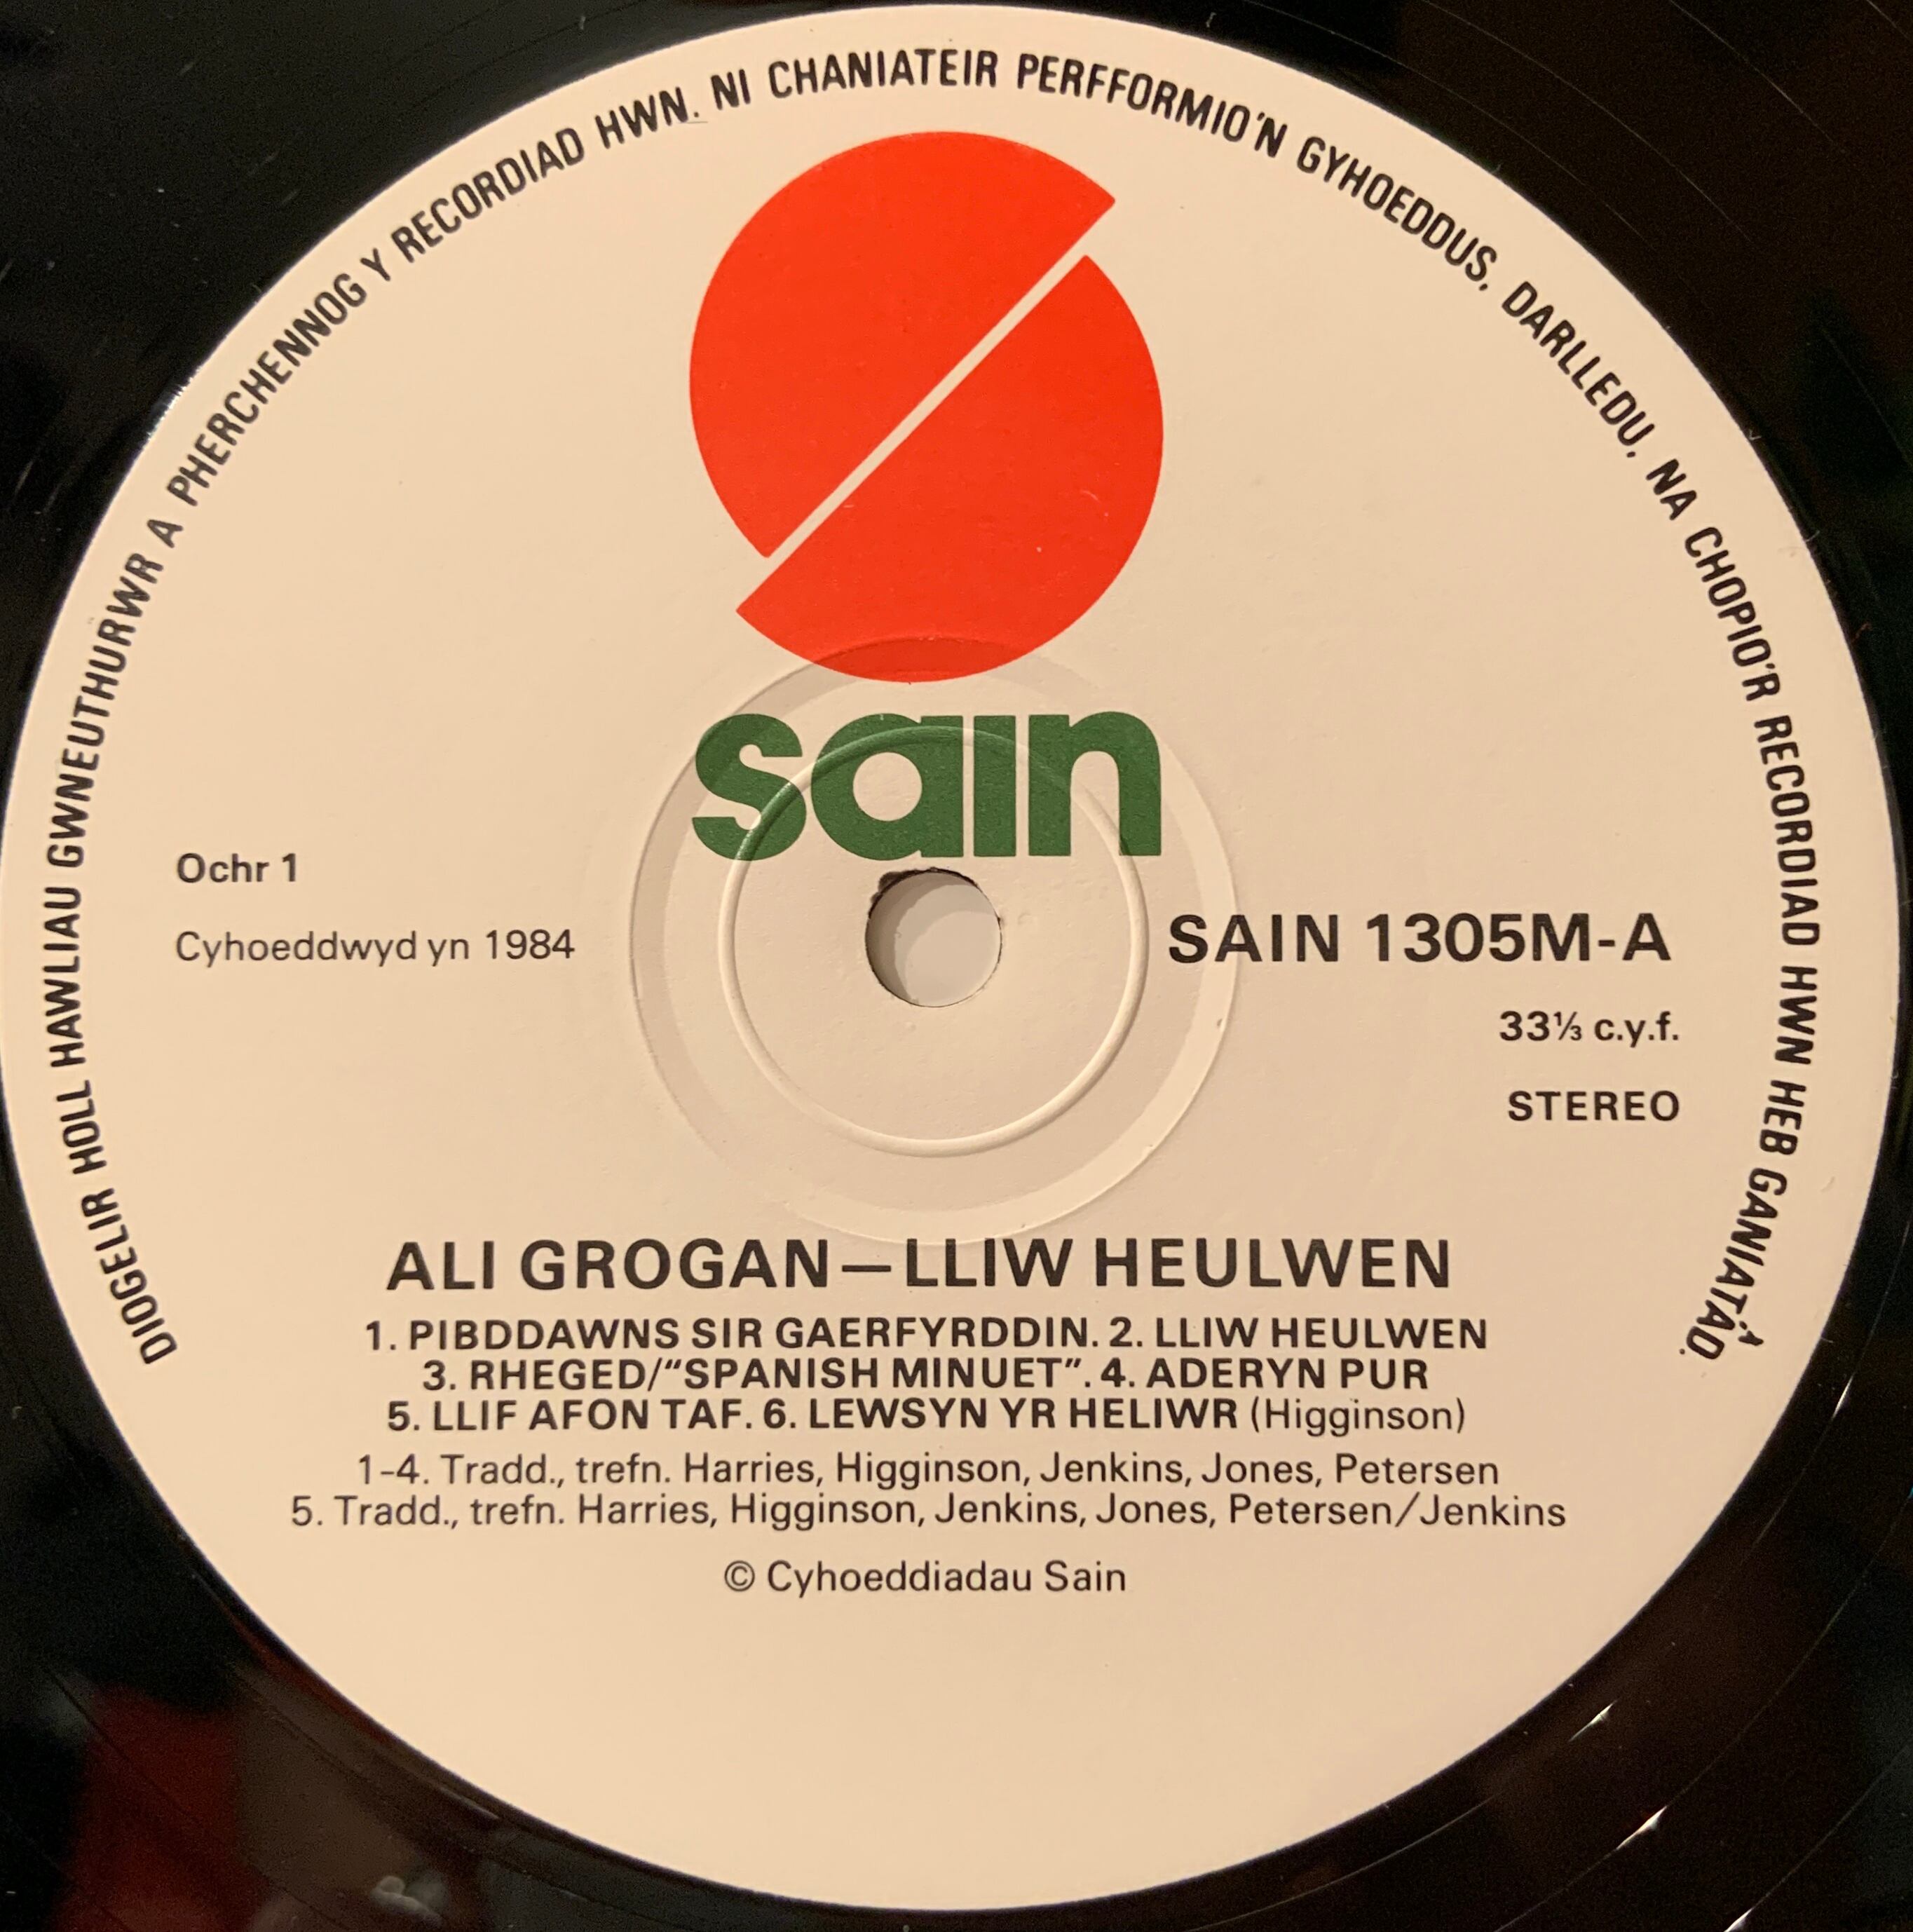 DIOGELIR HOLL HAWLIAU GWNEUTHURWR A PHERCHENNOG Y RECORDIAD HWN. NI CHANIATEIR PERFFORMIO'N GYHOEDDUS, DARLLEDU, NA CHOPIO'R RECORDIAD HWN HEB GANIATÂD.
sain
Ochr 1
Cyhoeddwyd yn 1984
SAIN 1305M-A
33⅓ c.y.f.
STEREO
ALI GROGAN—LLIW HEULWEN
1. PIBDDAWNS SIR GAERFYRDDIN. 2. LLIW HEULWEN
3. RHEGED/“SPANISH MINUET”. 4. ADERYN PUR
5. LLIF AFON TAF. 6. LEWSYN YR HELIWR (Higginson)
1-4. Tradd., trefn. Harries, Higginson, Jenkins, Jones, Petersen
5. Tradd., trefn. Harries, Higginson, Jenkins, Jones, Petersen/Jenkins
© Cyhoeddiadau Sain